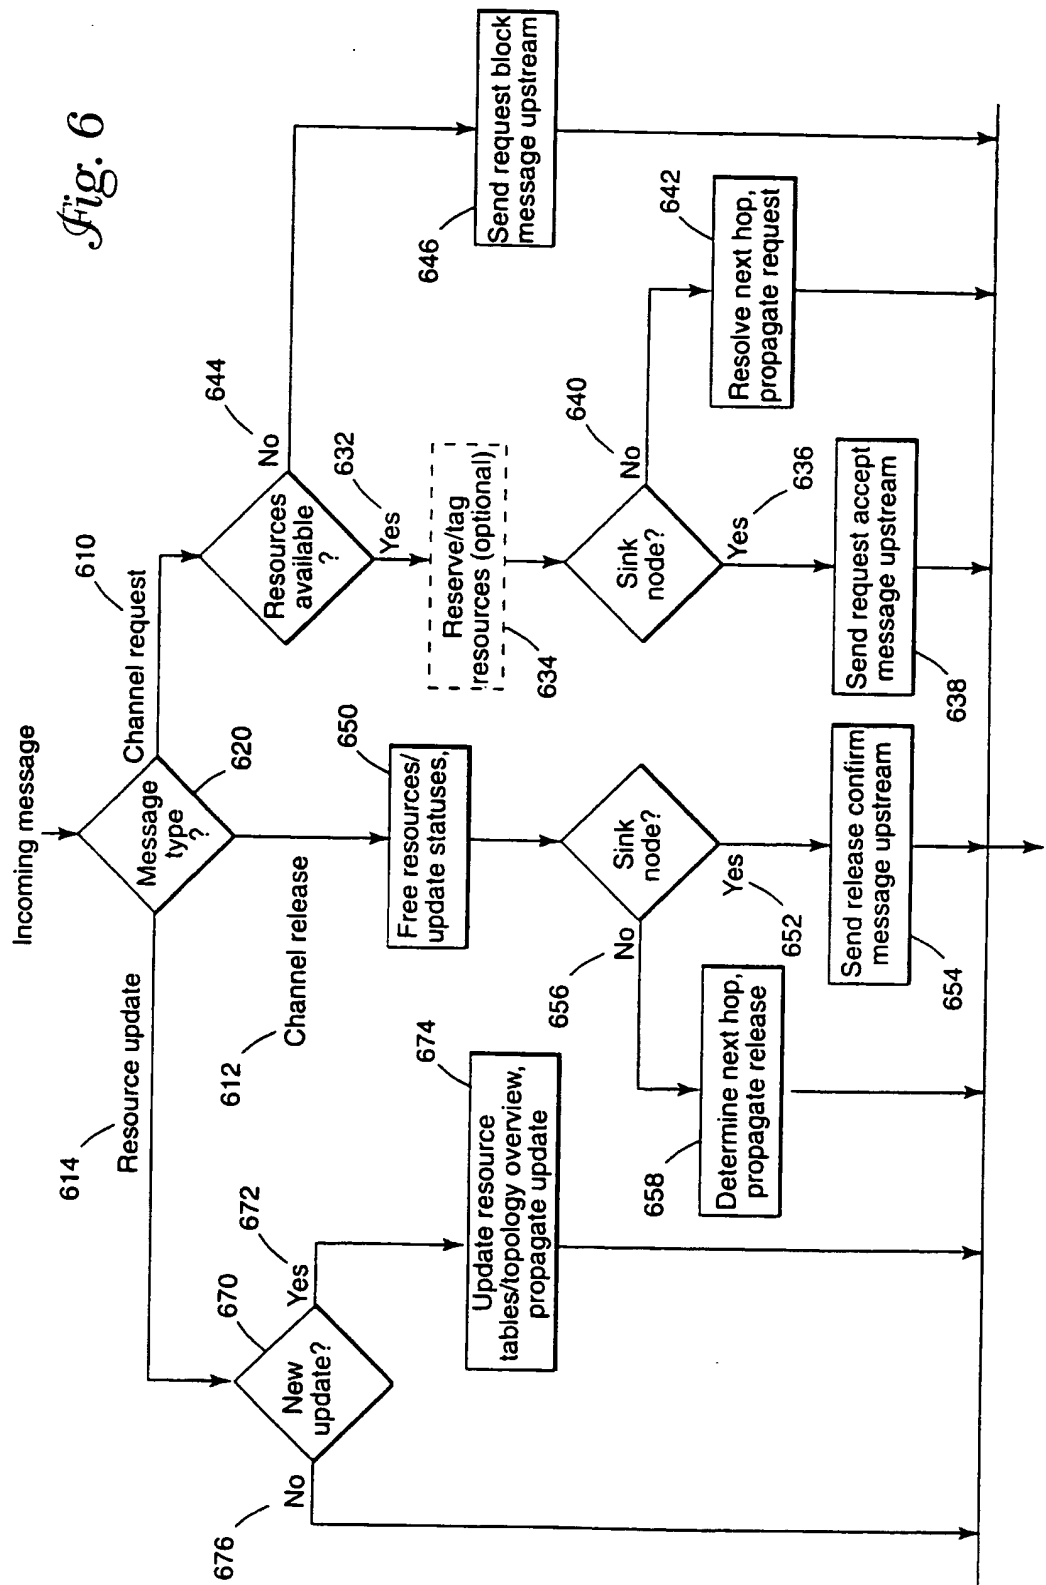 Fig. 6
Incoming message
Message
type
?
620
614
Resource update
612
Channel release
Channel request
610
670
New
update?
676
No
Yes
672
674
Update resource
tables/topology overview,
propagate update
650
Free resources/
update statuses,
Sink
node?
656
No
Yes
652
658
Determine next hop,
propagate release
Send release confirm
message upstream
654
Resources
available
?
644
No
Yes
632
Reserve/tag
resources (optional)
634
Sink
node?
640
No
Yes
636
Send request accept
message upstream
638
642
Resolve next hop,
propagate request
646
Send request block
message upstream